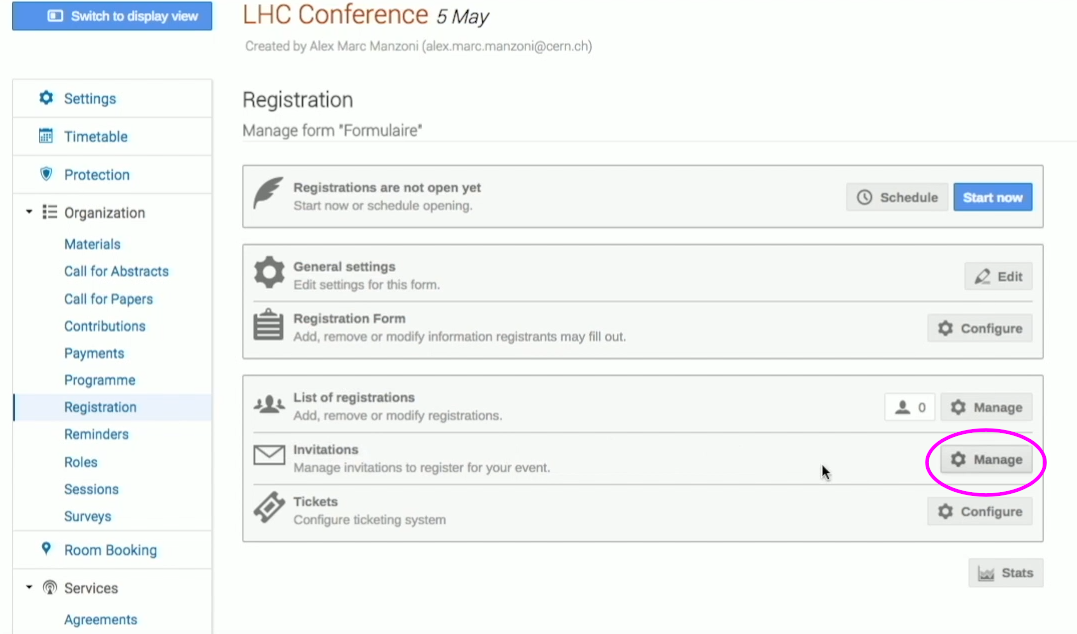 Switch to display view
LHC Conference 5 May
Created by Alex Marc Manzoni (alex.marc.manzoni@cern.ch)
Settings
Timetable
Protection
Organization
Materials
Call for Abstracts
Call for Papers
Contributions
Payments
Programme
Registration
Reminders
Roles
Sessions
Surveys
Room Booking
Services
Agreements
Registration
Manage form "Formulaire"
Registrations are not open yet
Start now or schedule opening.
Schedule
Start now
General settings
Edit settings for this form.
Edit
Registration Form
Add, remove or modify information registrants may fill out.
Configure
List of registrations
Add, remove or modify registrations.
0
Manage
Invitations
Manage invitations to register for your event.
Manage
Tickets
Configure ticketing system
Configure
Stats